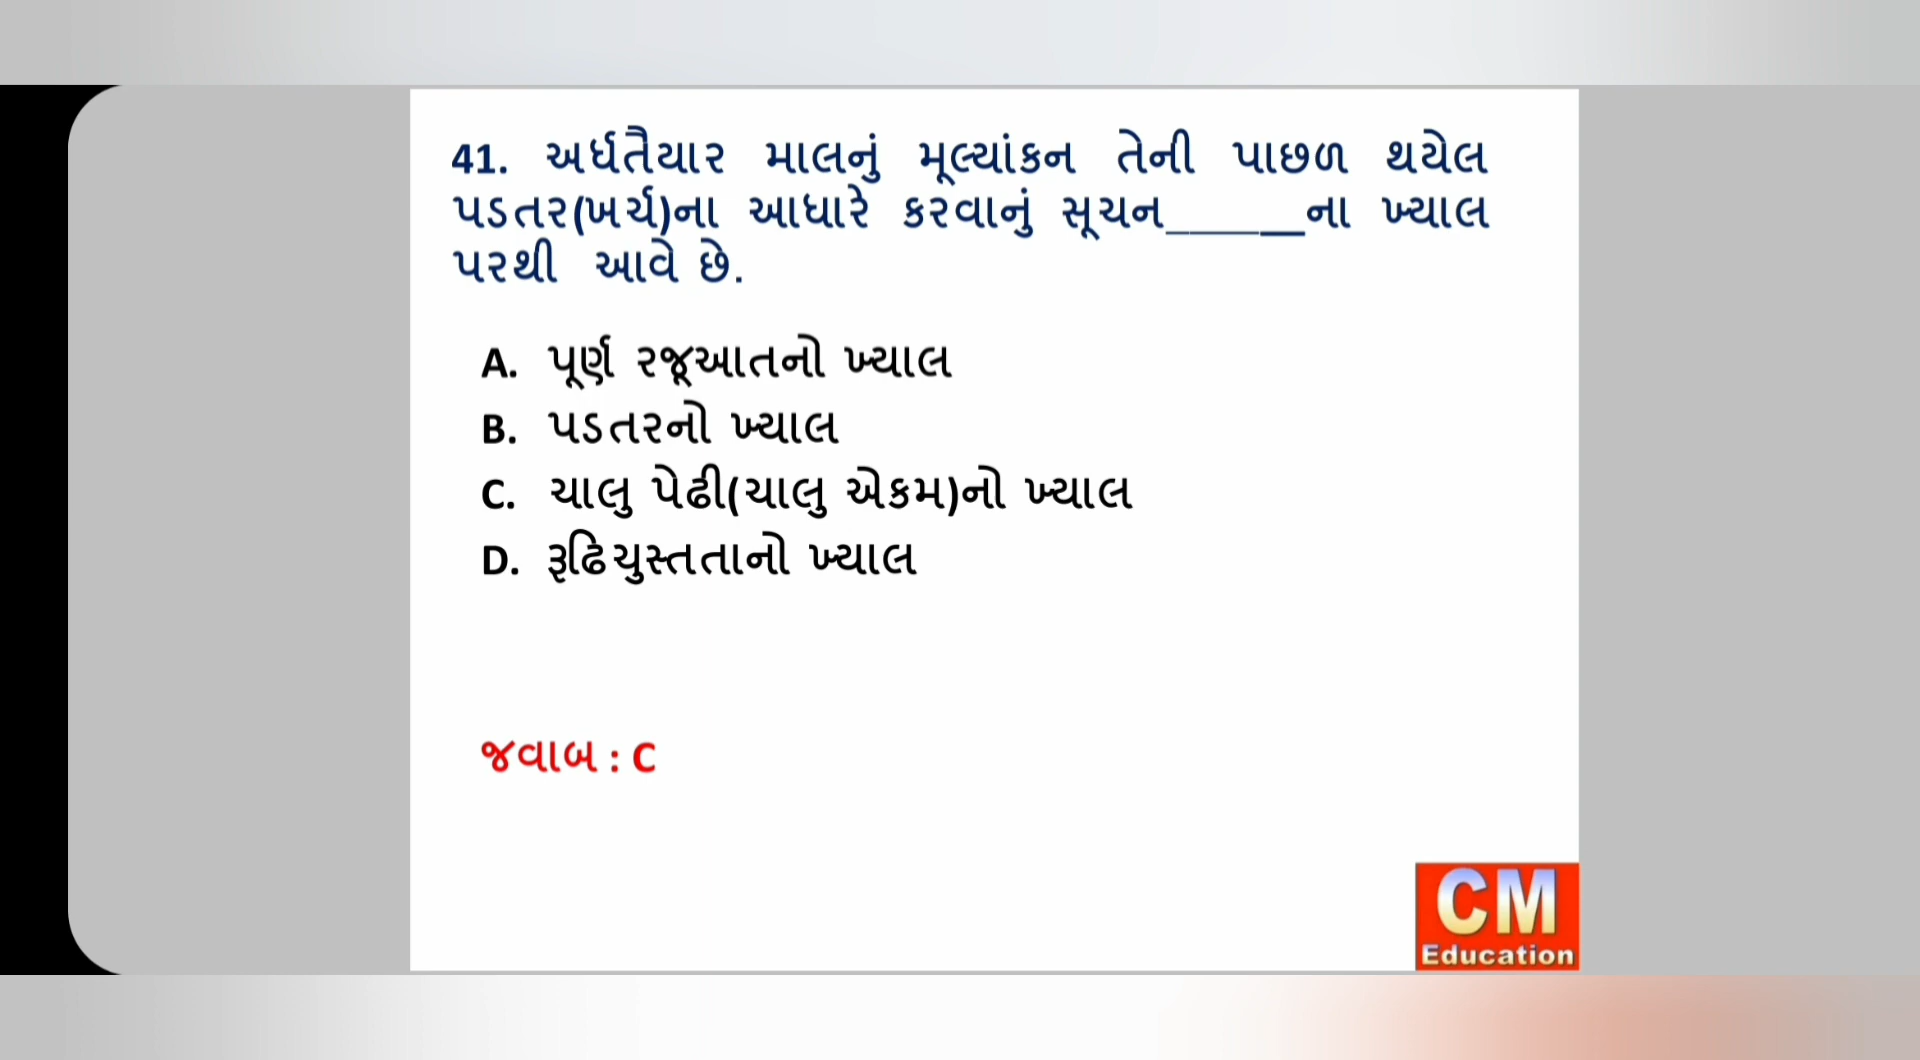 41. અર્ધતૈયાર માલનું મૂલ્યાંકન તેની પાછળ થયેલ
પડતર(ખર્ચ)ના આધારે કરવાનું સૂચન______ના ખ્યાલ
પરથી આવે છે.
A. પૂર્ણ રજૂઆતનો ખ્યાલ
B. પડતરનો ખ્યાલ
C. ચાલુ પેઢી(ચાલુ એકમ)નો ખ્યાલ
D. રૂઢિચુસ્તતાનો ખ્યાલ
જવાબ : C
CM
Education